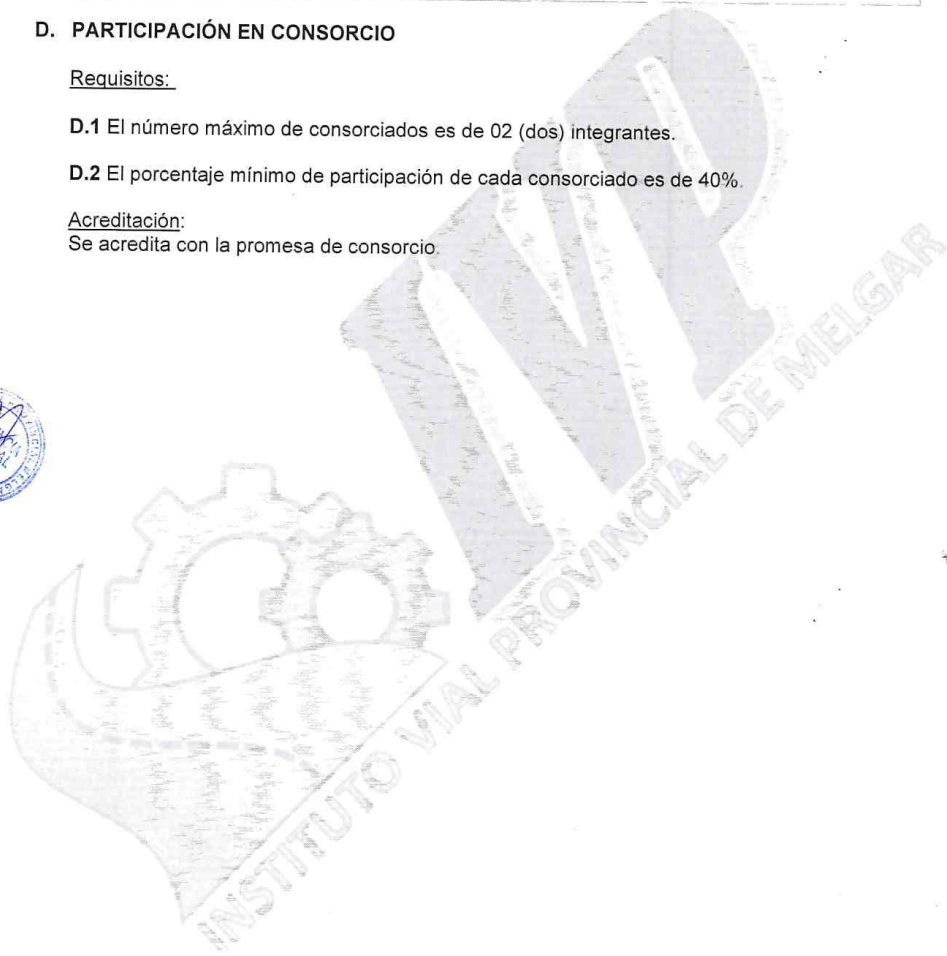 D. PARTICIPACIÓN EN CONSORCIO
Requisitos:
D.1 El número máximo de consorciados es de 02 (dos) integrantes.
D.2 El porcentaje mínimo de participación de cada consorciado es de 40%.
Acreditación:
Se acredita con la promesa de consorcio.
IVP
INSTITUTO VIAL PROVINCIAL DE MELGAR